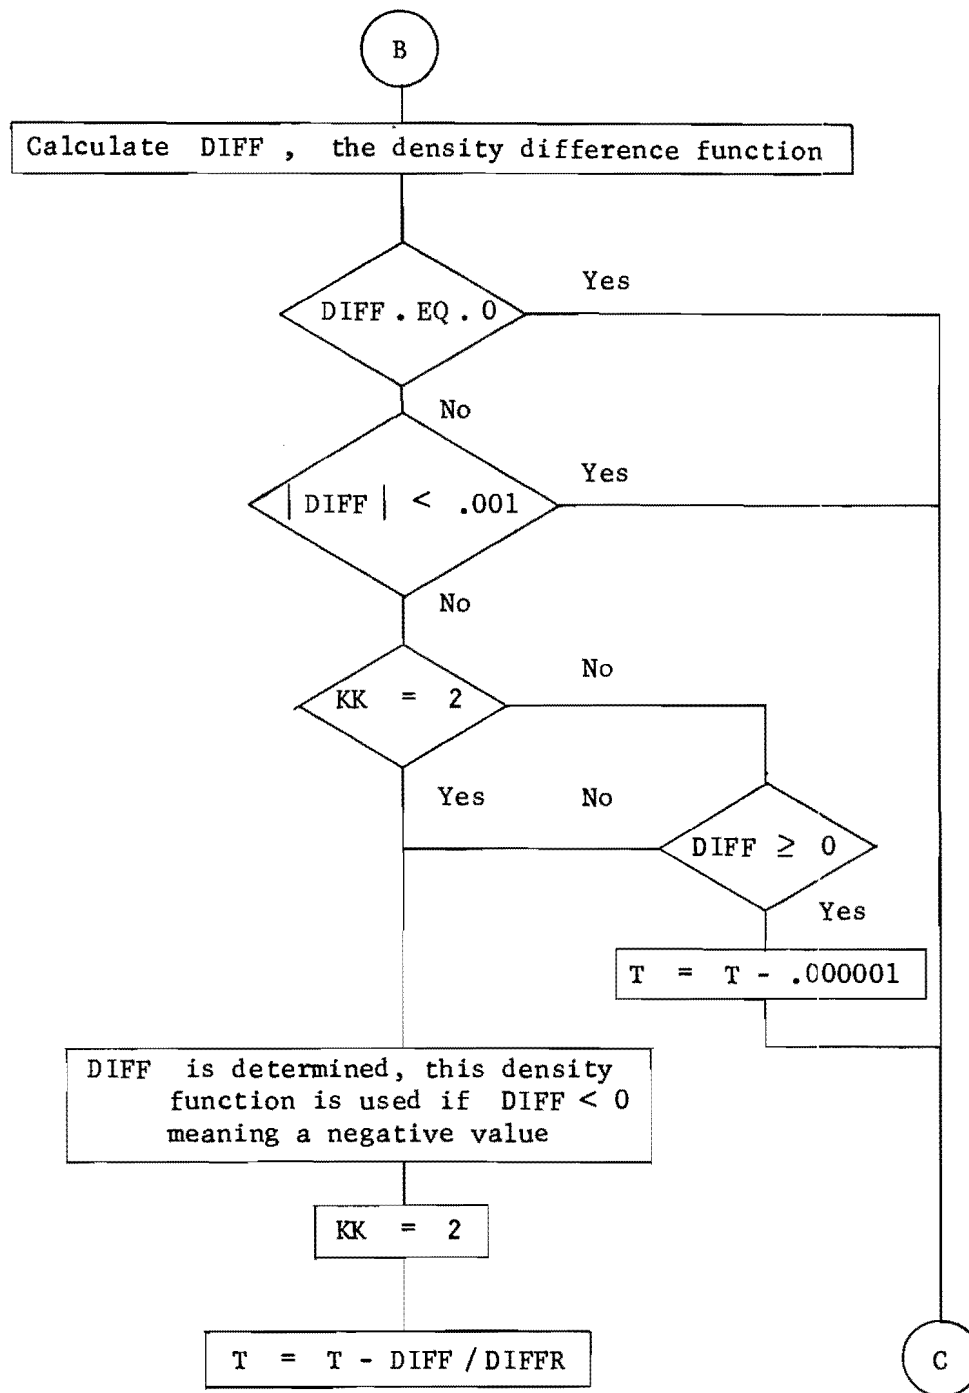 B
Calculate DIFF , the density difference function
Yes
DIFF . EQ . 0
No
Yes
| DIFF | < .001
No
No
KK = 2
Yes No
DIFF ≥ 0
Yes
T = T - .000001
DIFF is determined, this density
function is used if DIFF < 0
meaning a negative value
KK = 2
T = T - DIFF / DIFFR
C